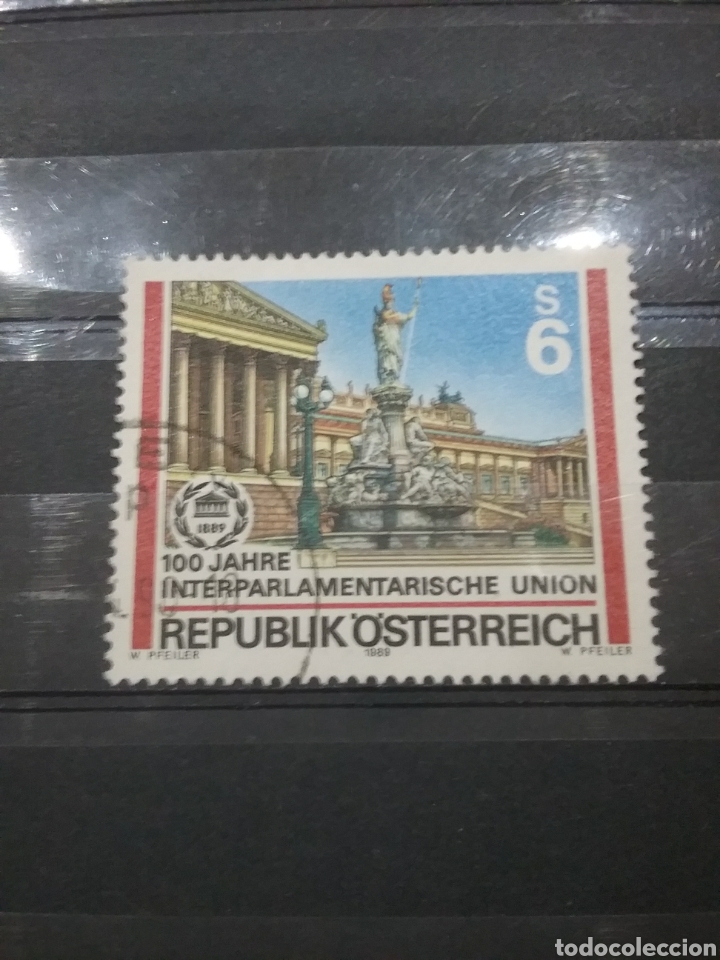 S
6
1889
100 JAHRE
INTERPARLAMENTARISCHE UNION
REPUBLIK ÖSTERREICH
W. PFEILER 1989 W. PFEILER
todocoleccion